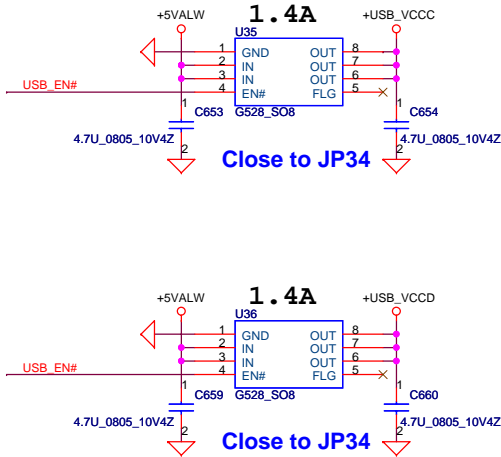 1.4A
+5VALW
+USB_VCCC
U35
1 GND OUT 8
2 IN OUT 7
3 IN OUT 6
USB_EN# 4 EN# FLG 5
1 C653 G528_SO8 1 C654
4.7U_0805_10V4Z 4.7U_0805_10V4Z
2 2
Close to JP34
1.4A
+5VALW
+USB_VCCD
U36
1 GND OUT 8
2 IN OUT 7
3 IN OUT 6
USB_EN# 4 EN# FLG 5
1 C659 G528_SO8 1 C660
4.7U_0805_10V4Z 4.7U_0805_10V4Z
2 2
Close to JP34